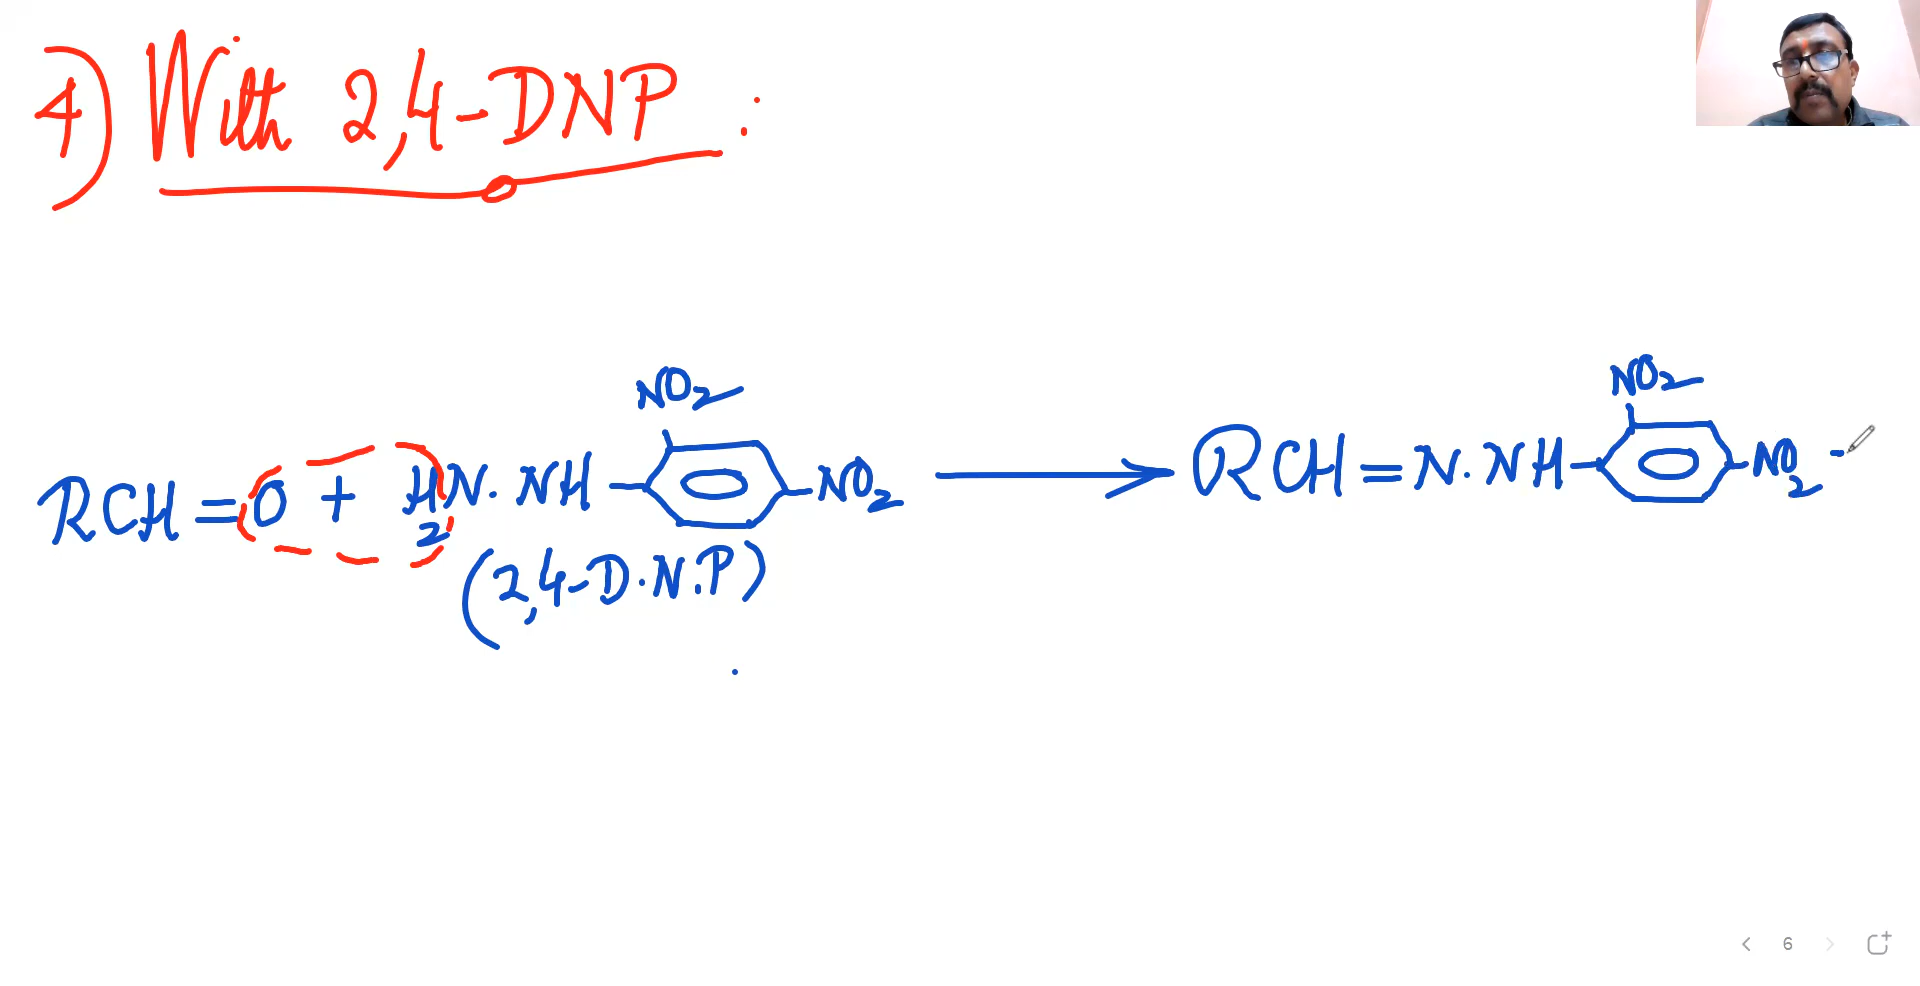 4) With 2,4-DNP :
NO2
NO2
RCH=O + H2N.NH- -NO2
RCH=N.NH- -NO2 -
(2,4-D.N.P)
6